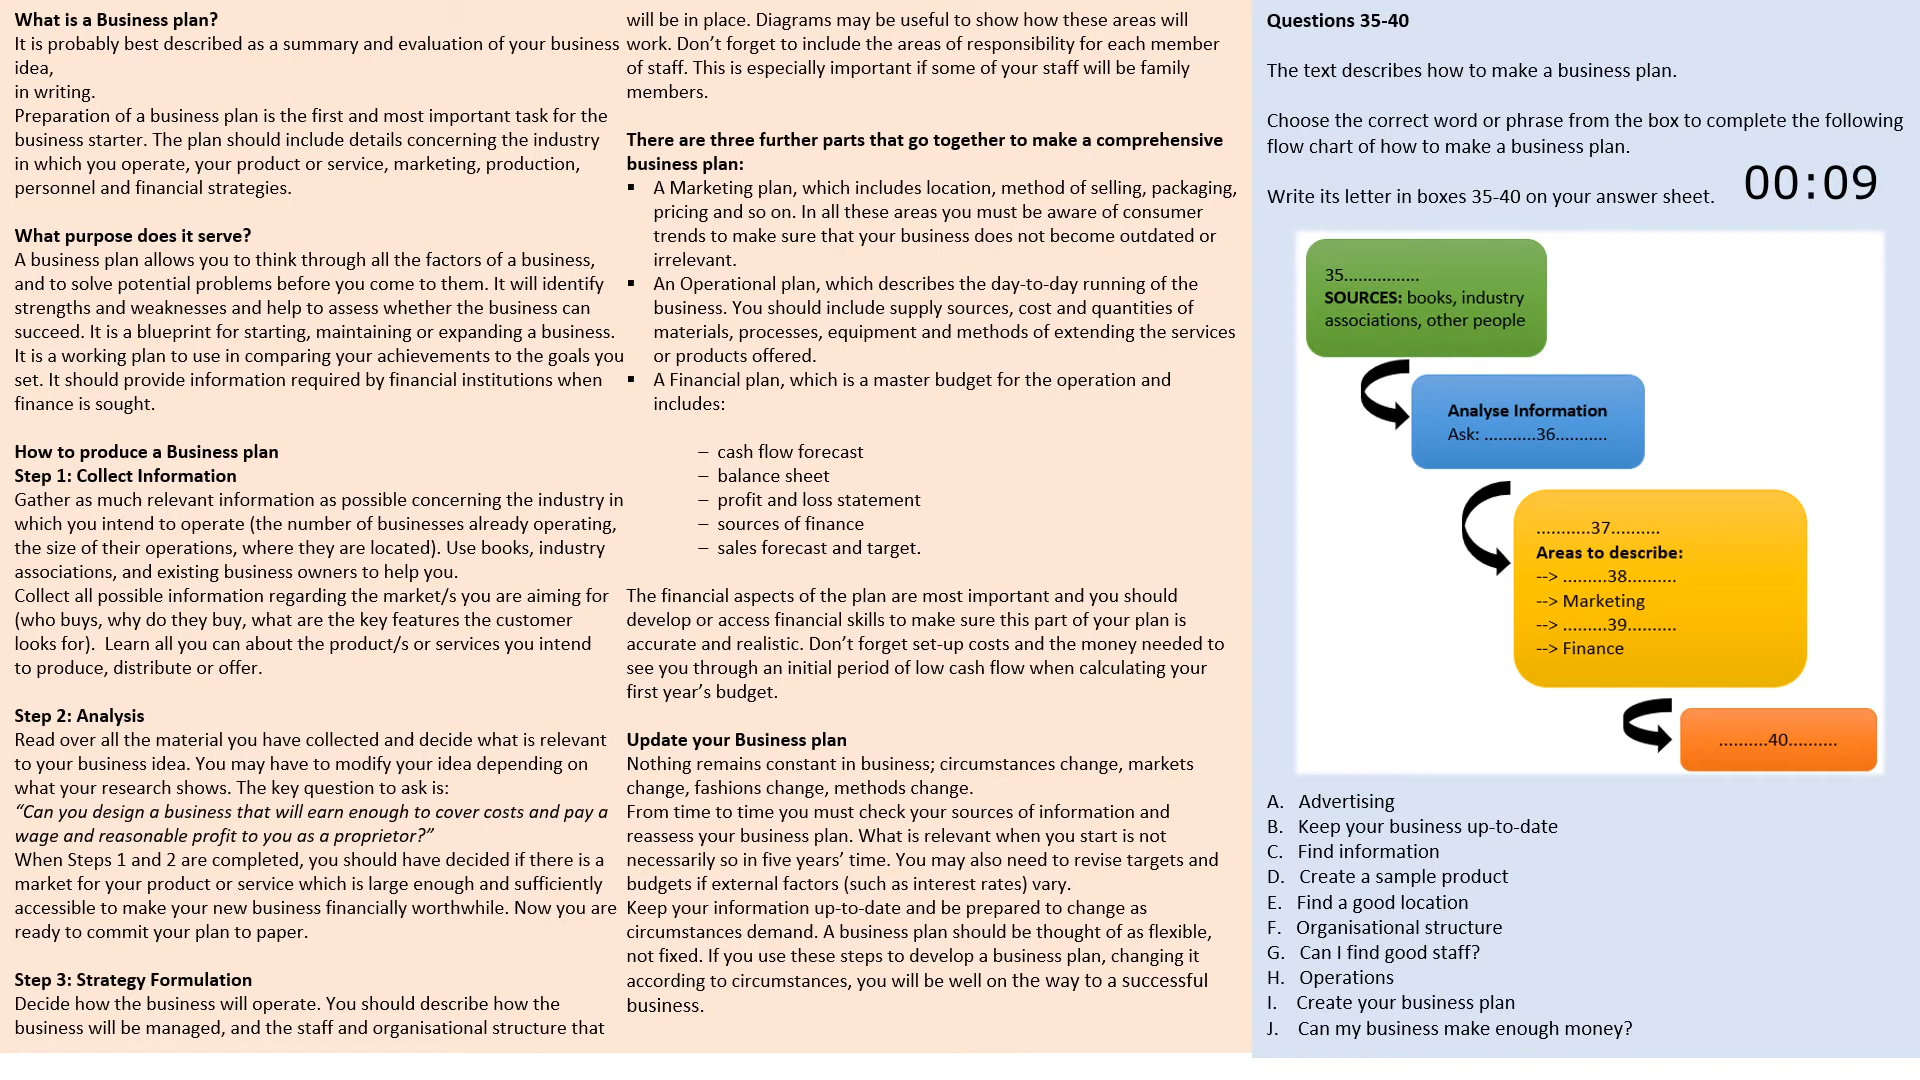 What is a Business plan?
It is probably best described as a summary and evaluation of your business
idea,
in writing.
Preparation of a business plan is the first and most important task for the
business starter. The plan should include details concerning the industry
in which you operate, your product or service, marketing, production,
personnel and financial strategies.
What purpose does it serve?
A business plan allows you to think through all the factors of a business,
and to solve potential problems before you come to them. It will identify
strengths and weaknesses and help to assess whether the business can
succeed. It is a blueprint for starting, maintaining or expanding a business.
It is a working plan to use in comparing your achievements to the goals you
set. It should provide information required by financial institutions when
finance is sought.
How to produce a Business plan
Step 1: Collect Information
Gather as much relevant information as possible concerning the industry in
which you intend to operate (the number of businesses already operating,
the size of their operations, where they are located). Use books, industry
associations, and existing business owners to help you.
Collect all possible information regarding the market/s you are aiming for
(who buys, why do they buy, what are the key features the customer
looks for).  Learn all you can about the product/s or services you intend
to produce, distribute or offer.
Step 2: Analysis
Read over all the material you have collected and decide what is relevant
to your business idea. You may have to modify your idea depending on
what your research shows. The key question to ask is:
“Can you design a business that will earn enough to cover costs and pay a
wage and reasonable profit to you as a proprietor?”
When Steps 1 and 2 are completed, you should have decided if there is a
market for your product or service which is large enough and sufficiently
accessible to make your new business financially worthwhile. Now you are
ready to commit your plan to paper.
Step 3: Strategy Formulation
Decide how the business will operate. You should describe how the
business will be managed, and the staff and organisational structure that
will be in place. Diagrams may be useful to show how these areas will
work. Don’t forget to include the areas of responsibility for each member
of staff. This is especially important if some of your staff will be family
members.
There are three further parts that go together to make a comprehensive
business plan:
▪ A Marketing plan, which includes location, method of selling, packaging,
pricing and so on. In all these areas you must be aware of consumer
trends to make sure that your business does not become outdated or
irrelevant.
▪ An Operational plan, which describes the day-to-day running of the
business. You should include supply sources, cost and quantities of
materials, processes, equipment and methods of extending the services
or products offered.
▪ A Financial plan, which is a master budget for the operation and
includes:
– cash flow forecast
– balance sheet
– profit and loss statement
– sources of finance
– sales forecast and target.
The financial aspects of the plan are most important and you should
develop or access financial skills to make sure this part of your plan is
accurate and realistic. Don’t forget set-up costs and the money needed to
see you through an initial period of low cash flow when calculating your
first year’s budget.
Update your Business plan
Nothing remains constant in business; circumstances change, markets
change, fashions change, methods change.
From time to time you must check your sources of information and
reassess your business plan. What is relevant when you start is not
necessarily so in five years’ time. You may also need to revise targets and
budgets if external factors (such as interest rates) vary.
Keep your information up-to-date and be prepared to change as
circumstances demand. A business plan should be thought of as flexible,
not fixed. If you use these steps to develop a business plan, changing it
according to circumstances, you will be well on the way to a successful
business.
Questions 35-40
The text describes how to make a business plan.
Choose the correct word or phrase from the box to complete the following
flow chart of how to make a business plan.
Write its letter in boxes 35-40 on your answer sheet.
00:09
35................
SOURCES: books, industry
associations, other people
Analyse Information
Ask: ...........36...........
...........37..........
Areas to describe:
--> .........38..........
--> Marketing
--> .........39..........
--> Finance
..........40..........
A. Advertising
B. Keep your business up-to-date
C. Find information
D. Create a sample product
E. Find a good location
F. Organisational structure
G. Can I find good staff?
H. Operations
I. Create your business plan
J. Can my business make enough money?